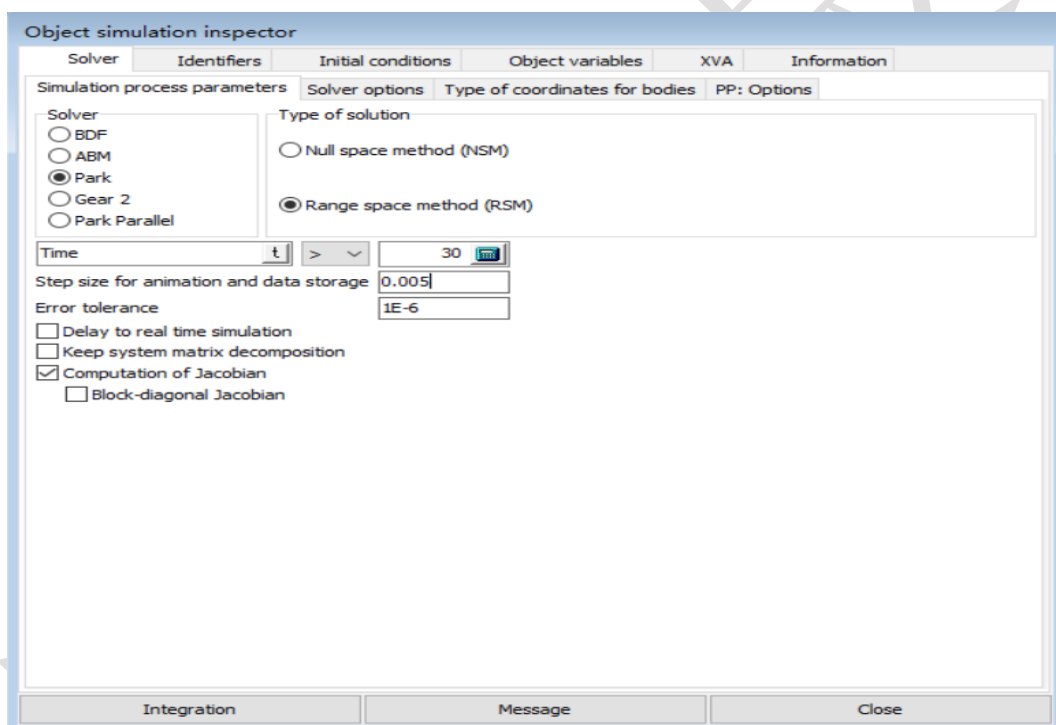 Object simulation inspector
Solver Identifiers Initial conditions Object variables XVA Information
Simulation process parameters Solver options Type of coordinates for bodies PP: Options
Solver
BDF
ABM
Park
Gear 2
Park Parallel
Type of solution
Null space method (NSM)
Range space method (RSM)
Time t > 30
Step size for animation and data storage 0.005
Error tolerance 1E-6
Delay to real time simulation
Keep system matrix decomposition
Computation of Jacobian
Block-diagonal Jacobian
Integration Message Close